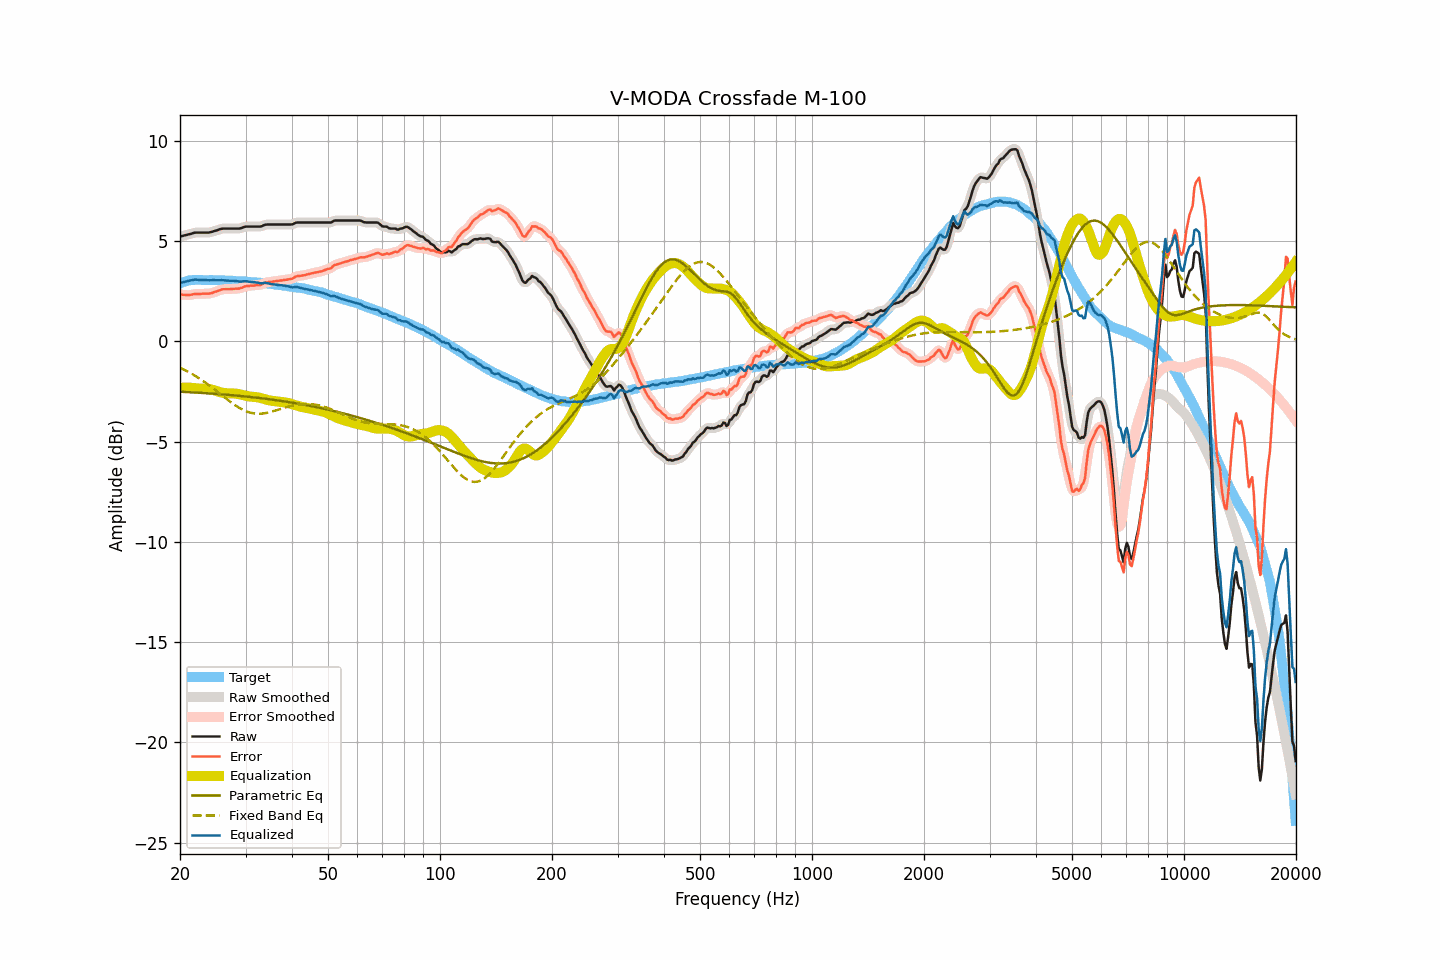 V-MODA Crossfade M-100
10
5
0
−5
−10
−15
−20
−25
Amplitude (dBr)
Target
Raw Smoothed
Error Smoothed
Raw
Error
Equalization
Parametric Eq
Fixed Band Eq
Equalized
20 50 100 200 500 1000 2000 5000 10000 20000
Frequency (Hz)